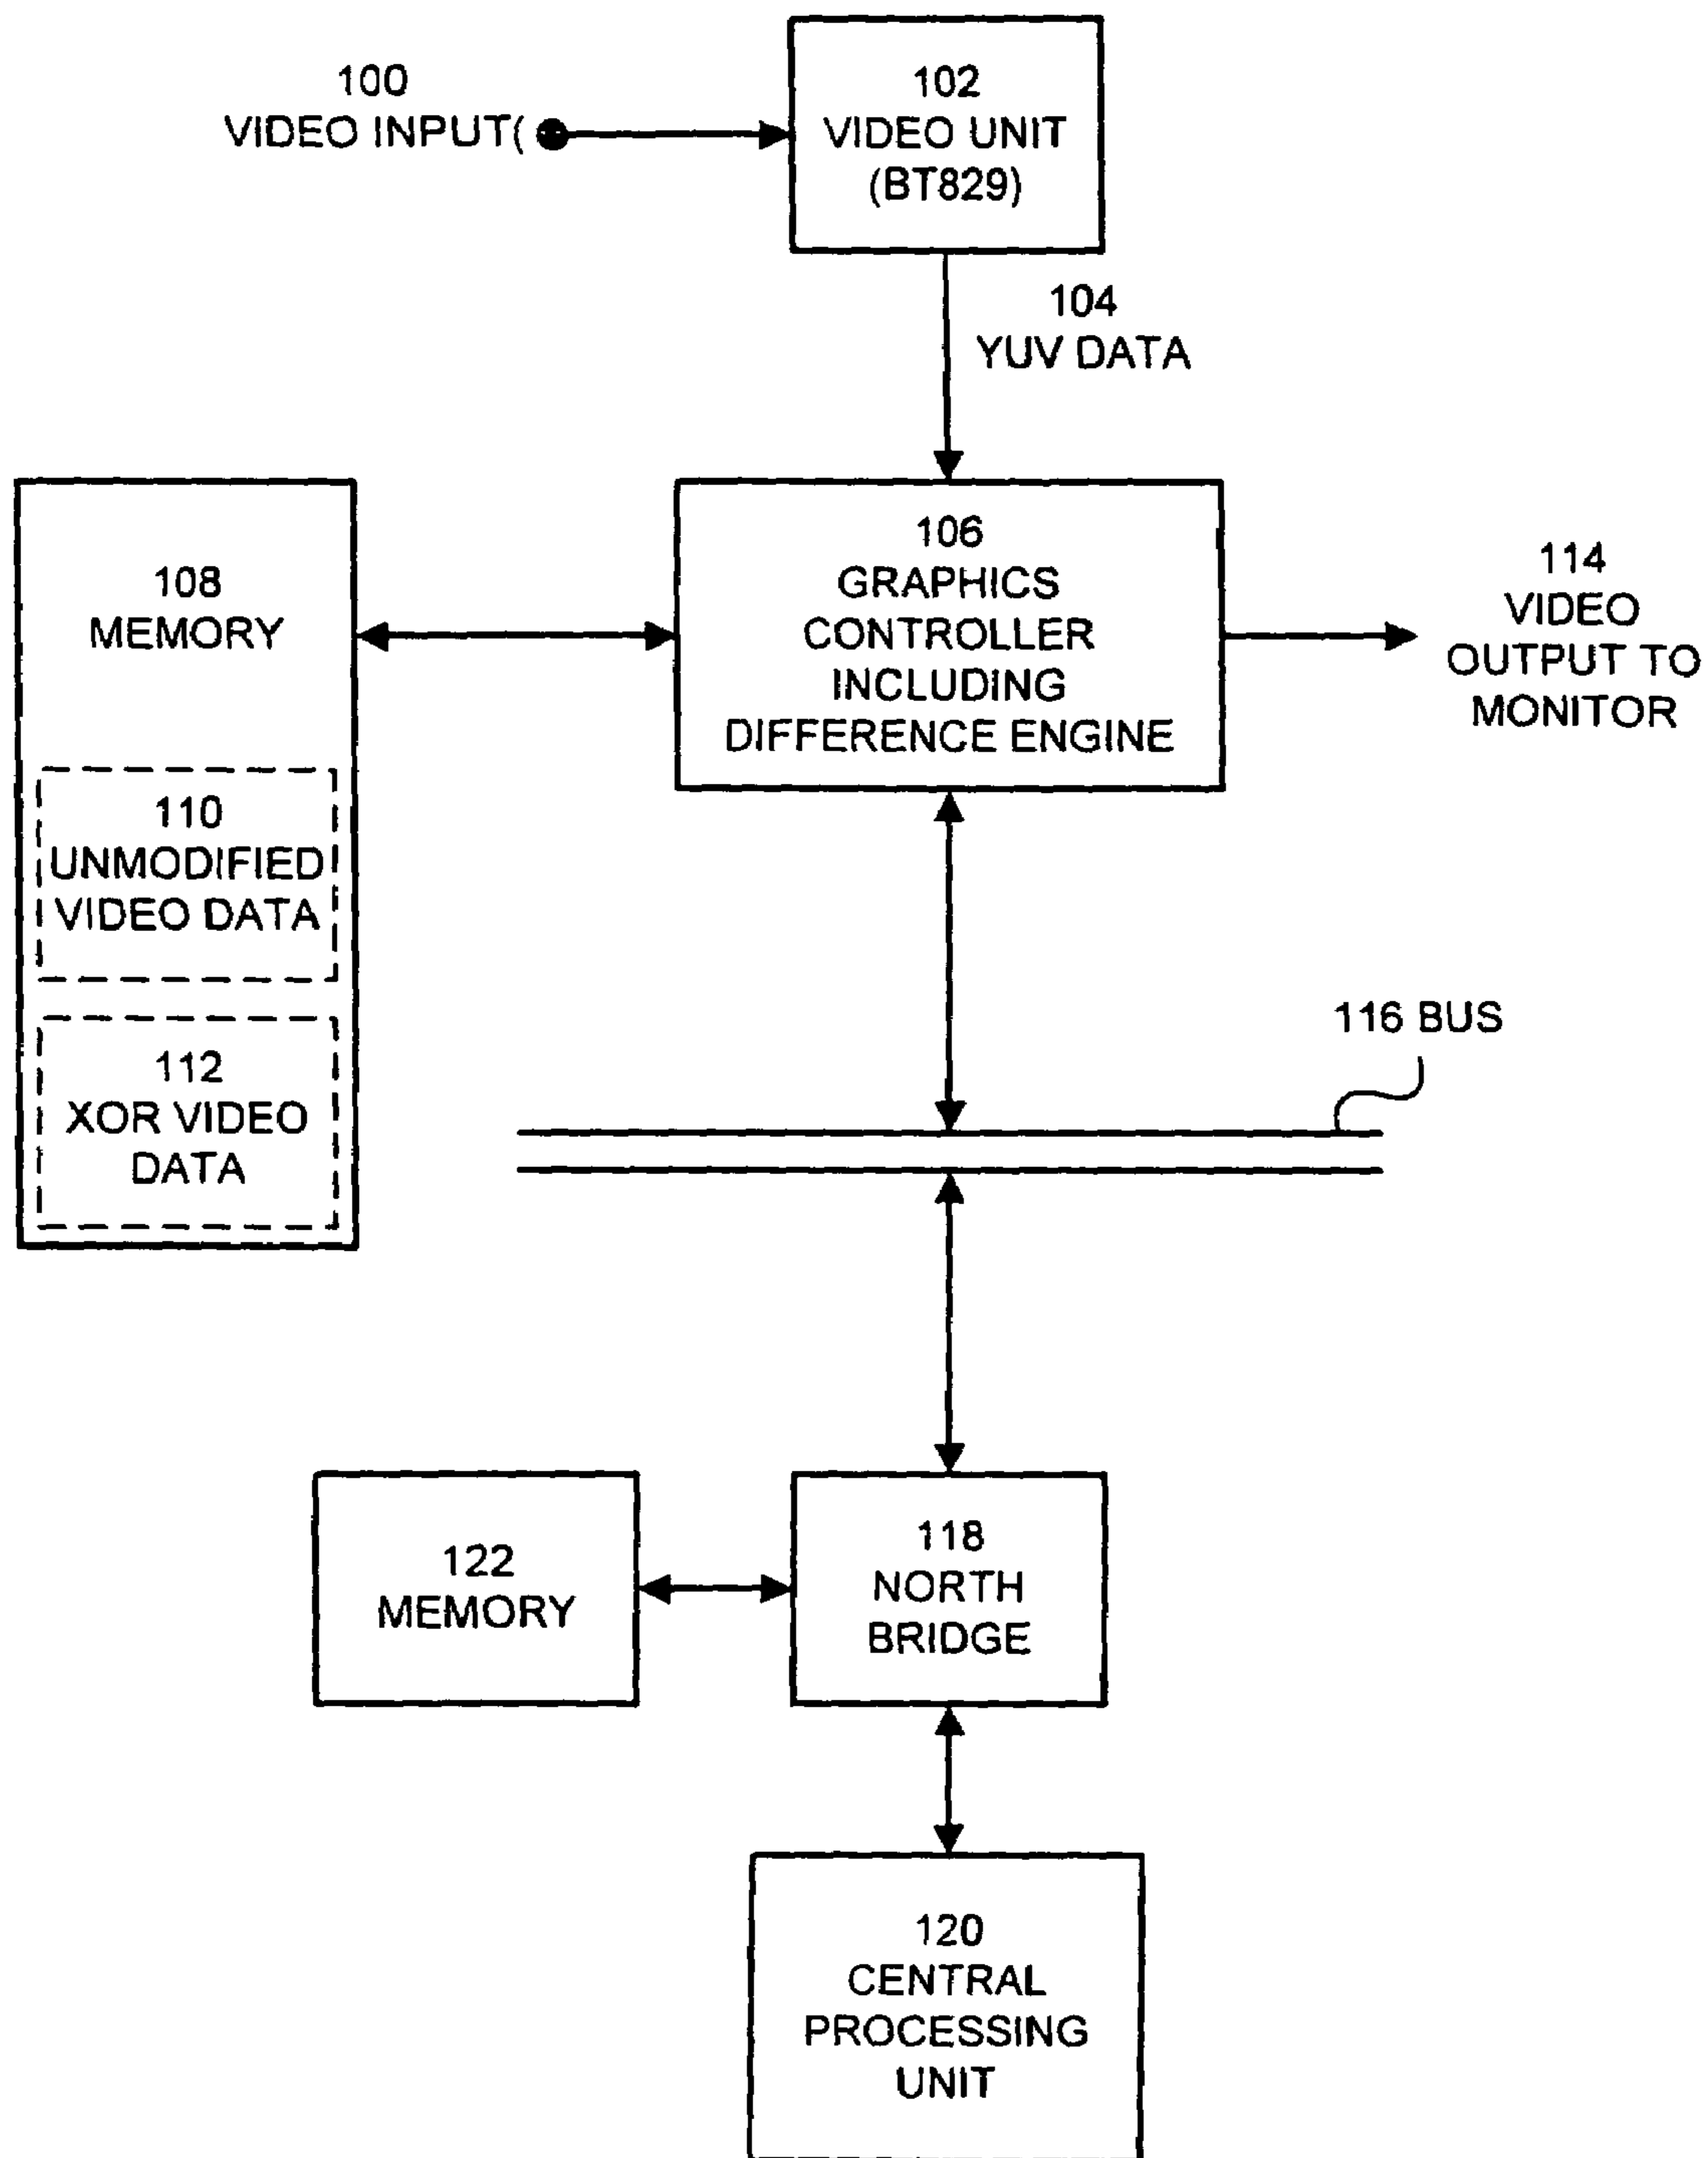 100
VIDEO INPUT(
102
VIDEO UNIT
(BT829)
104
YUV DATA
106
GRAPHICS
CONTROLLER
INCLUDING
DIFFERENCE ENGINE
108
MEMORY
114
VIDEO
OUTPUT TO
MONITOR
110
UNMODIFIED
VIDEO DATA
112
XOR VIDEO
DATA
116 BUS
122
MEMORY
118
NORTH
BRIDGE
120
CENTRAL
PROCESSING
UNIT